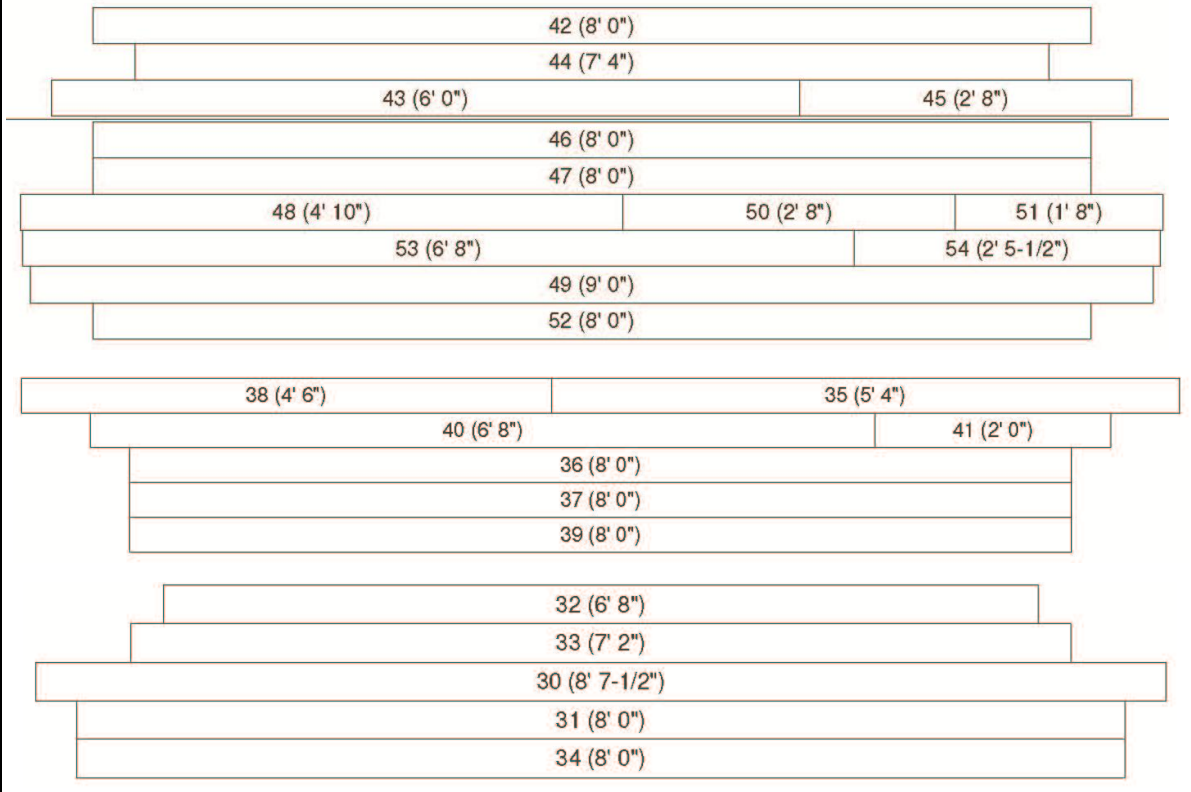 42 (8' 0")
44 (7' 4")
43 (6' 0") 45 (2' 8")
46 (8' 0")
47 (8' 0")
48 (4' 10") 50 (2' 8") 51 (1' 8")
53 (6' 8") 54 (2' 5-1/2")
49 (9' 0")
52 (8' 0")
38 (4' 6") 35 (5' 4")
40 (6' 8") 41 (2' 0")
36 (8' 0")
37 (8' 0")
39 (8' 0")
32 (6' 8")
33 (7' 2")
30 (8' 7-1/2")
31 (8' 0")
34 (8' 0")